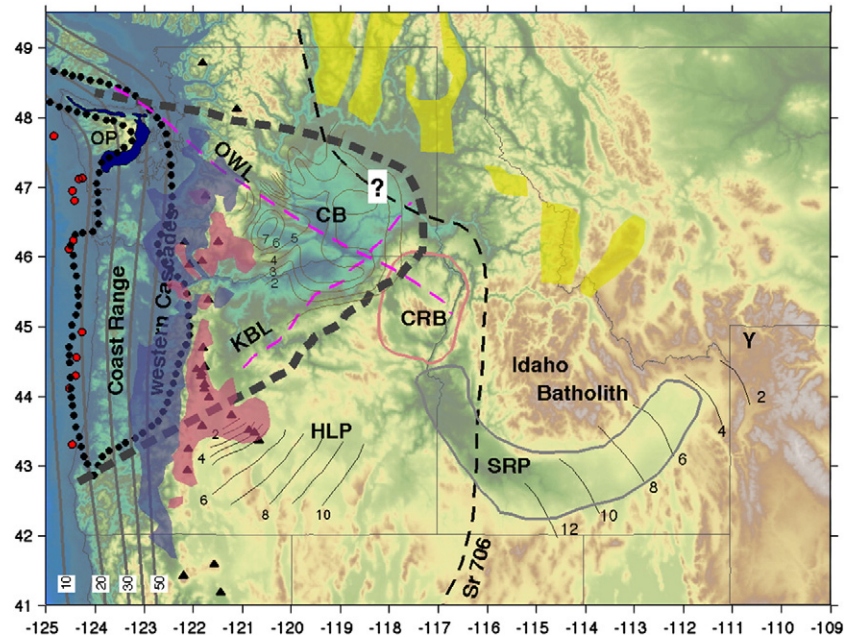 49
48
47
46
45
44
43
42
41
OP
OWL
?
CB
7 6 5
4
3
2
Coast Range
western Cascades
KBL
CRB
Y
Idaho
Batholith
2
4
HLP
2
4
6
8
10
SRP
6
8
10
12
Sr 706
10
20
30
50
-125 -124 -123 -122 -121 -120 -119 -118 -117 -116 -115 -114 -113 -112 -111 -110 -109